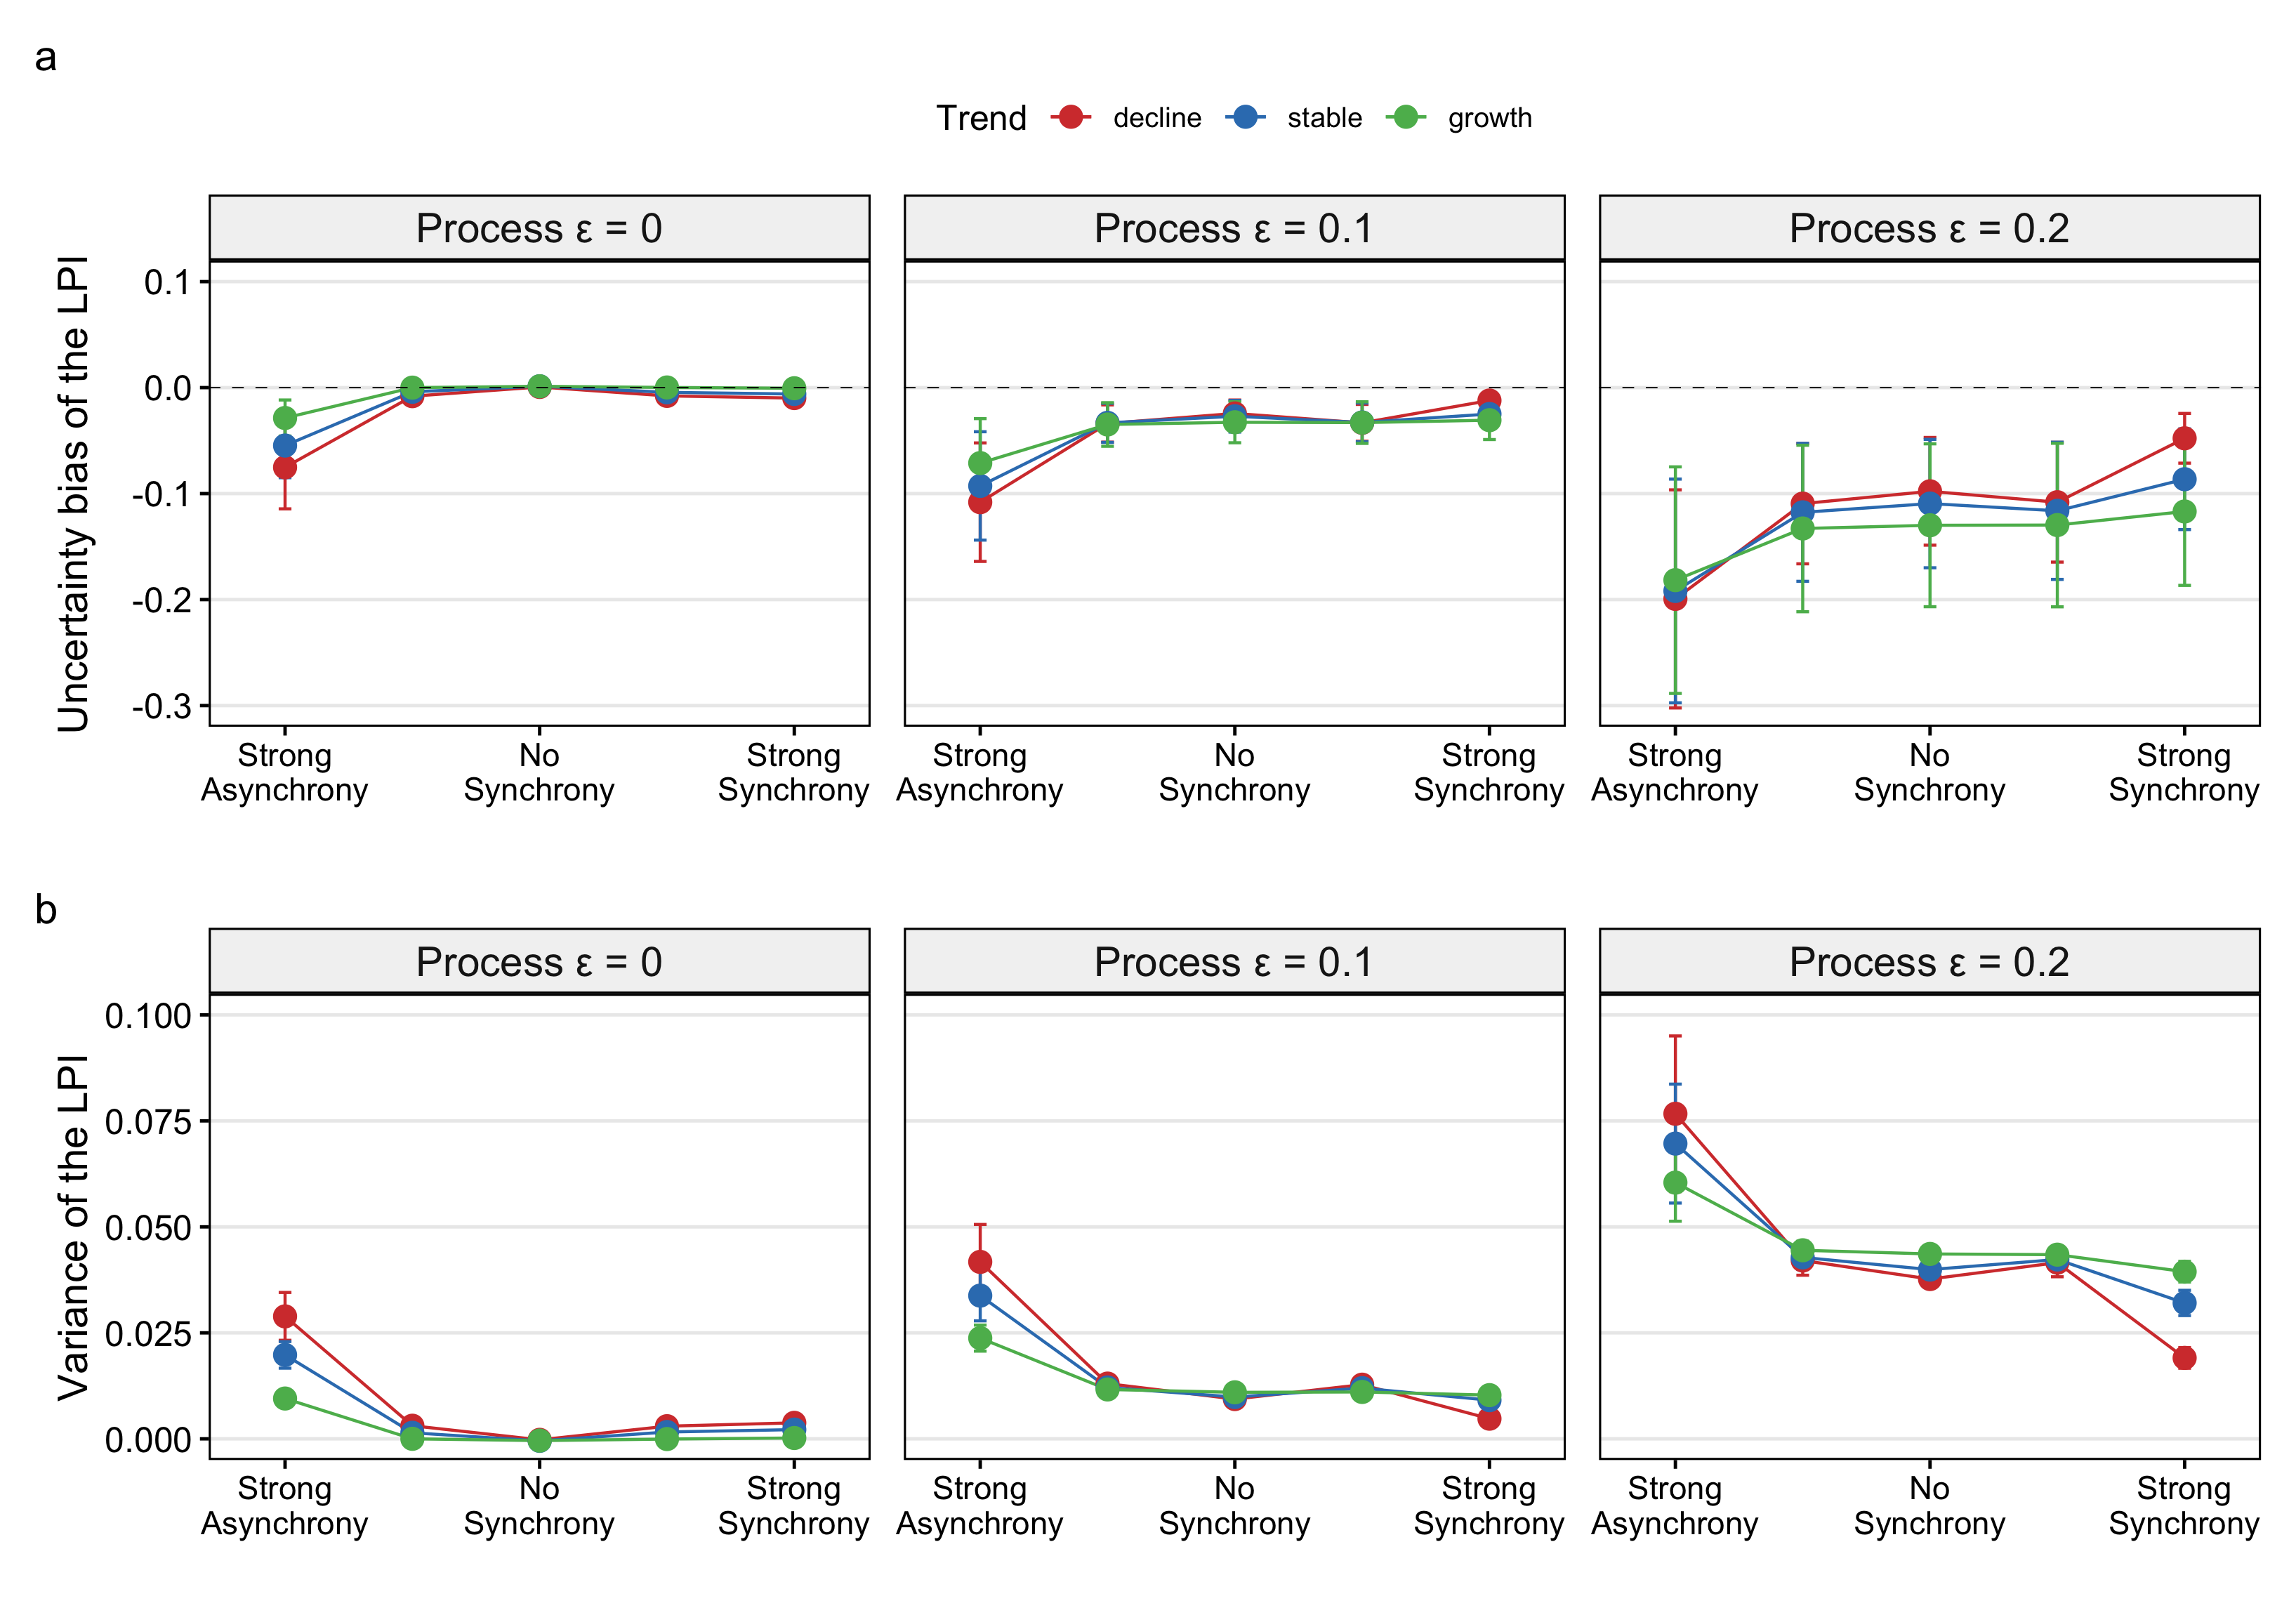 a
Trend decline stable growth
Process ε = 0 Process ε = 0.1 Process ε = 0.2
Uncertainty bias of the LPI
0.1
0.0
-0.1
-0.2
-0.3
Strong No Strong Strong No Strong Strong No Strong
Asynchrony Synchrony Synchrony Asynchrony Synchrony Synchrony Asynchrony Synchrony Synchrony
b
Process ε = 0 Process ε = 0.1 Process ε = 0.2
Variance of the LPI
0.100
0.075
0.050
0.025
0.000
Strong No Strong Strong No Strong Strong No Strong
Asynchrony Synchrony Synchrony Asynchrony Synchrony Synchrony Asynchrony Synchrony Synchrony